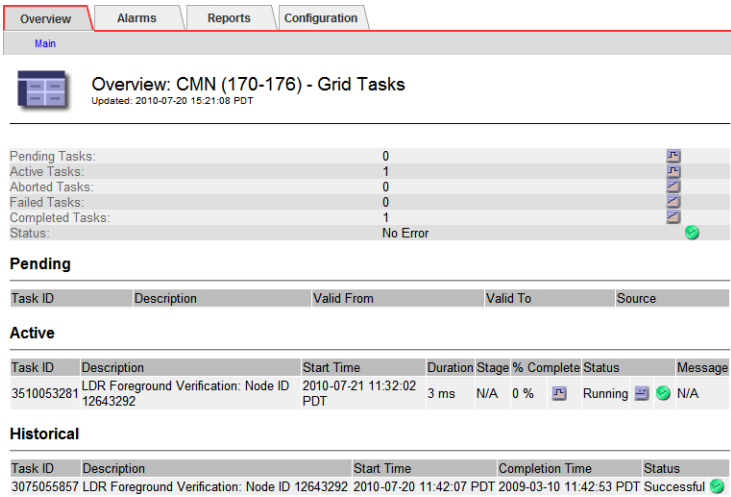 Overview Alarms Reports Configuration
Main
Overview: CMN (170-176) - Grid Tasks
Updated: 2010-07-20 15:21:08 PDT
Pending Tasks: 0
Active Tasks: 1
Aborted Tasks: 0
Failed Tasks: 0
Completed Tasks: 1
Status: No Error
Pending
Task ID Description Valid From Valid To Source
Active
Task ID Description Start Time Duration Stage % Complete Status Message
3510053281 LDR Foreground Verification: Node ID 12643292 2010-07-21 11:32:02 PDT 3 ms N/A 0 % Running N/A
Historical
Task ID Description Start Time Completion Time Status
3075055857 LDR Foreground Verification: Node ID 12643292 2010-07-20 11:42:07 PDT 2009-03-10 11:42:53 PDT Successful